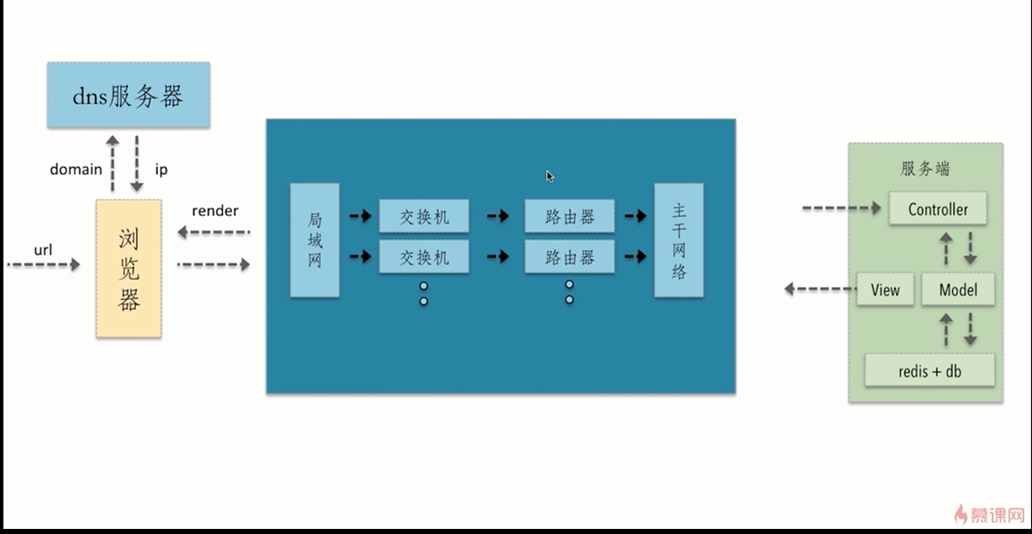 dns服务器
domain
ip
url
浏览器
render
局域网
交换机
路由器
交换机
路由器
主干网络
服务端
Controller
View
Model
redis + db
慕课网